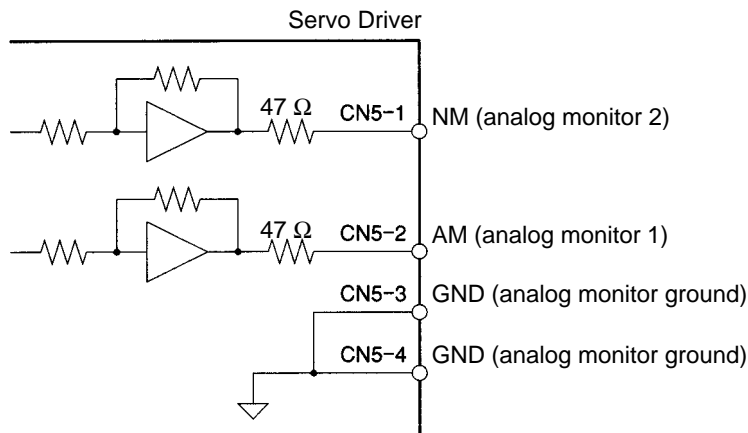 Servo Driver
47 Ω CN5-1 NM (analog monitor 2)
47 Ω CN5-2 AM (analog monitor 1)
CN5-3 GND (analog monitor ground)
CN5-4 GND (analog monitor ground)